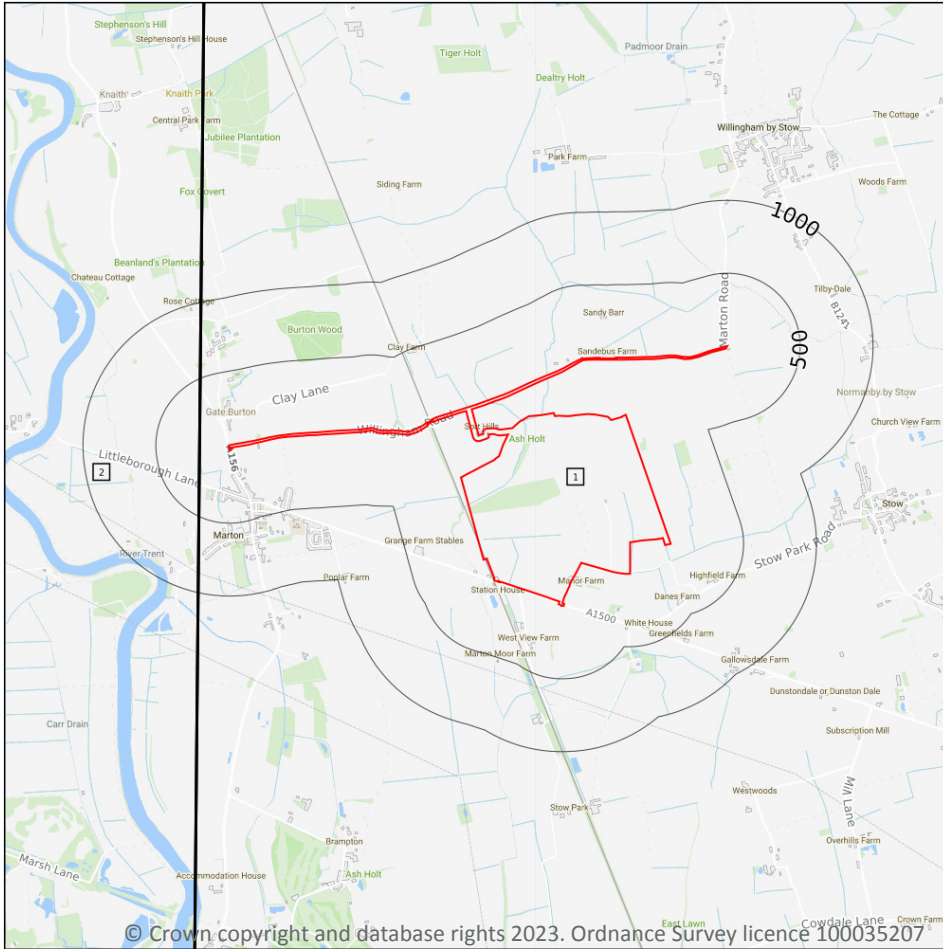 Stephenson's Hill
Stephenson's Hill House
Tiger Holt
Padmoor Drain
Dealtry Holt
Knaith
Knaith Park
Central Park Farm
Jubilee Plantation
The Cottage
Willingham by Stow
Park Farm
Siding Farm
Woods Farm
Fox Covert
1000
Beanland's Plantation
Chateau Cottage
Rose Cottage
Tilby Dale
B1241
Marton Road
Sandy Barr
Burton Wood
Clay Farm
Sandebus Farm
500
Clay Lane
Normanby by Stow
Gate Burton
Willingham Road
Spit Hills
Ash Holt
Church View Farm
A156
Littleborough Lane
2
1
Stow
Marton
Grange Farm Stables
Stow Park Road
River Trent
Poplar Farm
Station House
Manor Farm
Highfield Farm
Danes Farm
A1500
White House
Greenfields Farm
West View Farm
Marton Moor Farm
Gallowsdale Farm
Dunstondale or Dunston Dale
Carr Drain
Subscription Mill
Westwoods
Mill Lane
Stow Park
Brampton
Overhills Farm
Marsh Lane
Accommodation House
Ash Holt
East Lawn
Cowdale Lane
Crown Farm
© Crown copyright and database rights 2023. Ordnance Survey licence 100035207